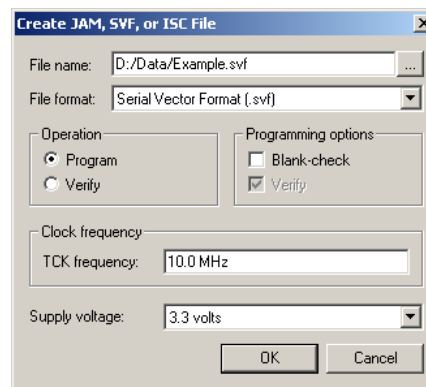 Create JAM, SVF, or ISC File
File name: D:/Data/Example.svf ...
File format: Serial Vector Format (.svf)
Operation
Program
Verify
Programming options
Blank-check
Verify
Clock frequency
TCK frequency: 10.0 MHz
Supply voltage: 3.3 volts
OK Cancel